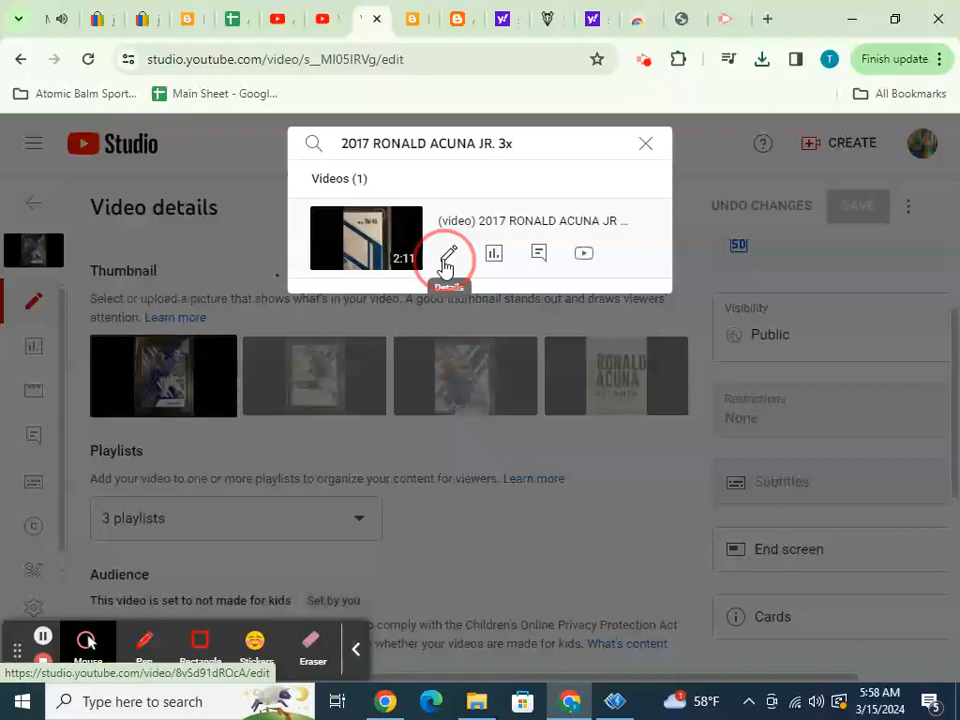 studio.youtube.com/video/s__MI05IRVg/edit
Finish update
Atomic Balm Sport...
Main Sheet - Googl...
All Bookmarks
Studio
2017 RONALD ACUNA JR. 3x
CREATE
Videos (1)
Video details
UNDO CHANGES
SAVE
(video) 2017 RONALD ACUNA JR ...
2:11
SD
Details
Thumbnail
Select or upload a picture that shows what's in your video. A good thumbnail stands out and draws viewers'
attention. Learn more
Visibility
Public
RONALD
ACUNA
ATLANTA
Restrictions
None
Playlists
Add your video to one or more playlists to organize your content for viewers. Learn more
Subtitles
3 playlists
End screen
Audience
This video is set to not made for kids
Set by you
to comply with the Children's Online Privacy Protection Act
whether your videos are made for kids. What's content
Cards
Mouse
Pen
Rectangle
Stickers
Eraser
https://studio.youtube.com/video/8vSd91dROcA/edit
Type here to search
1
58°F
5:58 AM
3/15/2024
5